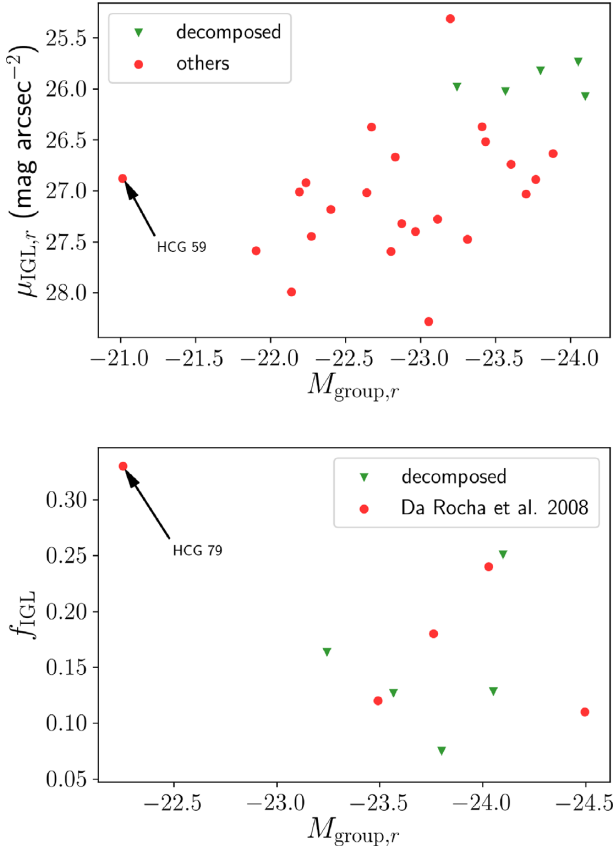 decomposed
others
25.5
26.0
26.5
27.0
27.5
28.0
μIGL,r (mag arcsec−2)
HCG 59
−21.0 −21.5 −22.0 −22.5 −23.0 −23.5 −24.0
Mgroup,r
decomposed
Da Rocha et al. 2008
0.30
0.25
0.20
0.15
0.10
0.05
fIGL
HCG 79
−22.5 −23.0 −23.5 −24.0 −24.5
Mgroup,r